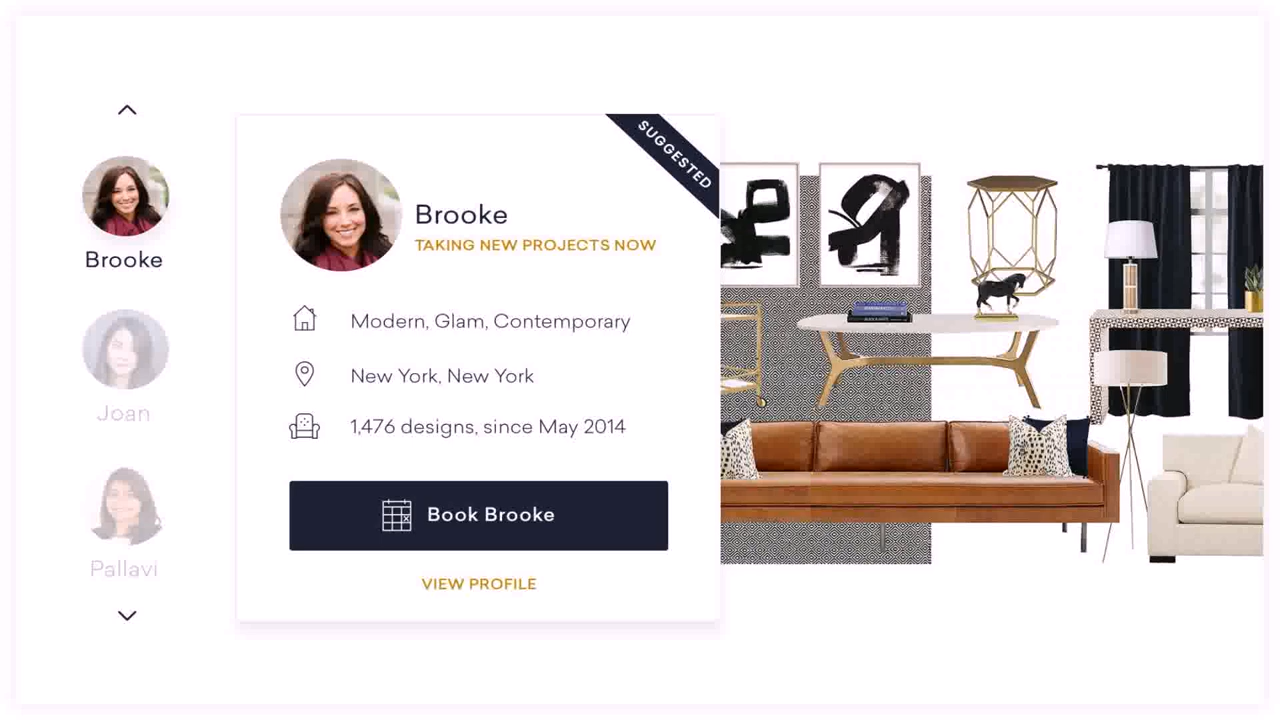 Brooke
Joan
Pallavi
SUGGESTED
Brooke
TAKING NEW PROJECTS NOW
Modern, Glam, Contemporary
New York, New York
1,476 designs, since May 2014
Book Brooke
VIEW PROFILE